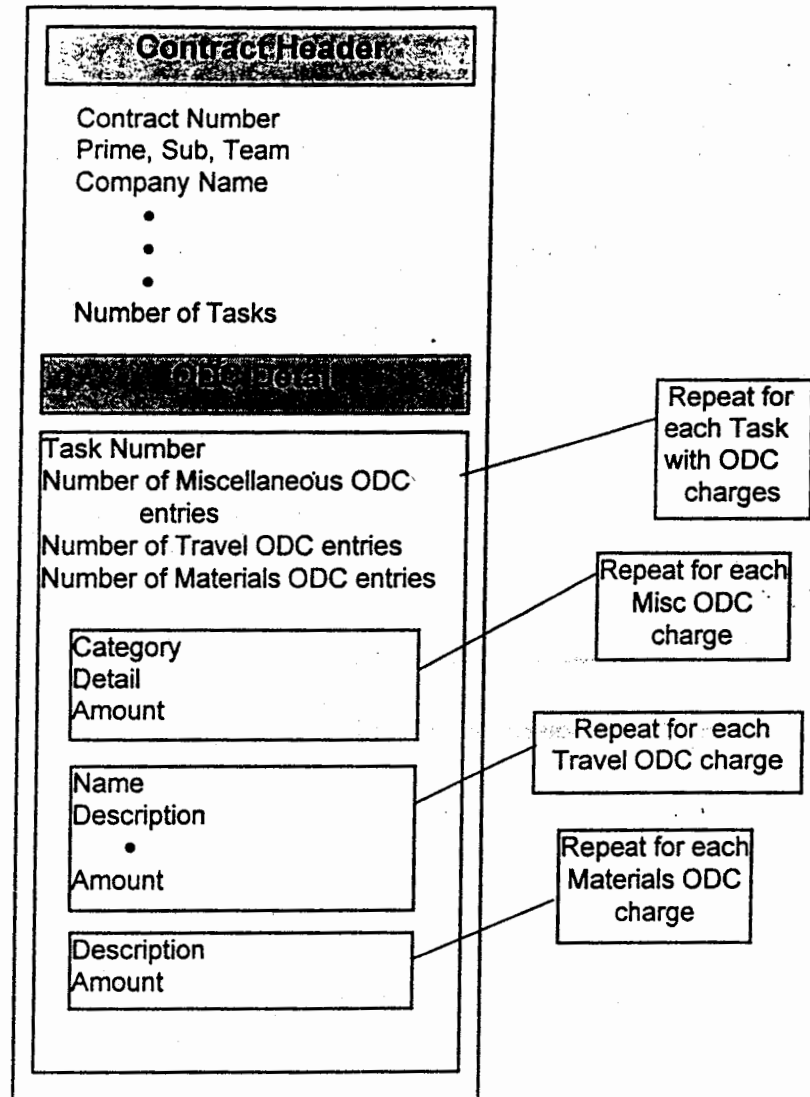 Contract Header
Contract Number
Prime, Sub, Team
Company Name
•
•
•
Number of Tasks
ODC Detail
Task Number
Number of Miscellaneous ODC
entries
Number of Travel ODC entries
Number of Materials ODC entries
Category
Detail
Amount
Name
Description
•
Amount
Description
Amount
Repeat for
each Task
with ODC
charges
Repeat for each
Misc ODC
charge
Repeat for each
Travel ODC charge
Repeat for each
Materials ODC
charge